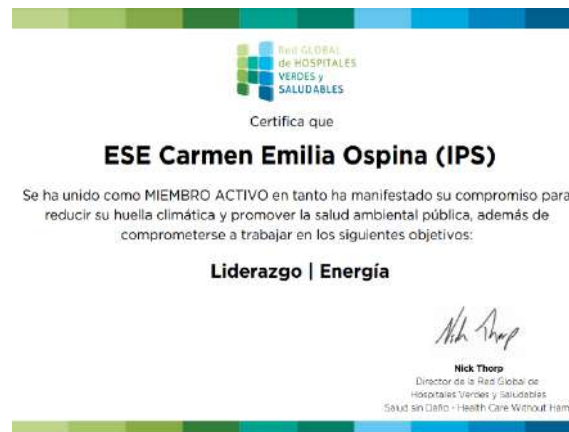 Red GLOBAL
de HOSPITALES
VERDES y
SALUDABLES
Certifica que
ESE Carmen Emilia Ospina (IPS)
Se ha unido como MIEMBRO ACTIVO en tanto ha manifestado su compromiso para
reducir su huella climática y promover la salud ambiental pública, además de
comprometerse a trabajar en los siguientes objetivos:
Liderazgo | Energía
Nick Thorp
Nick Thorp
Director de la Red Global de
Hospitales Verdes y Saludables
Salud sin Daño - Health Care Without Harm